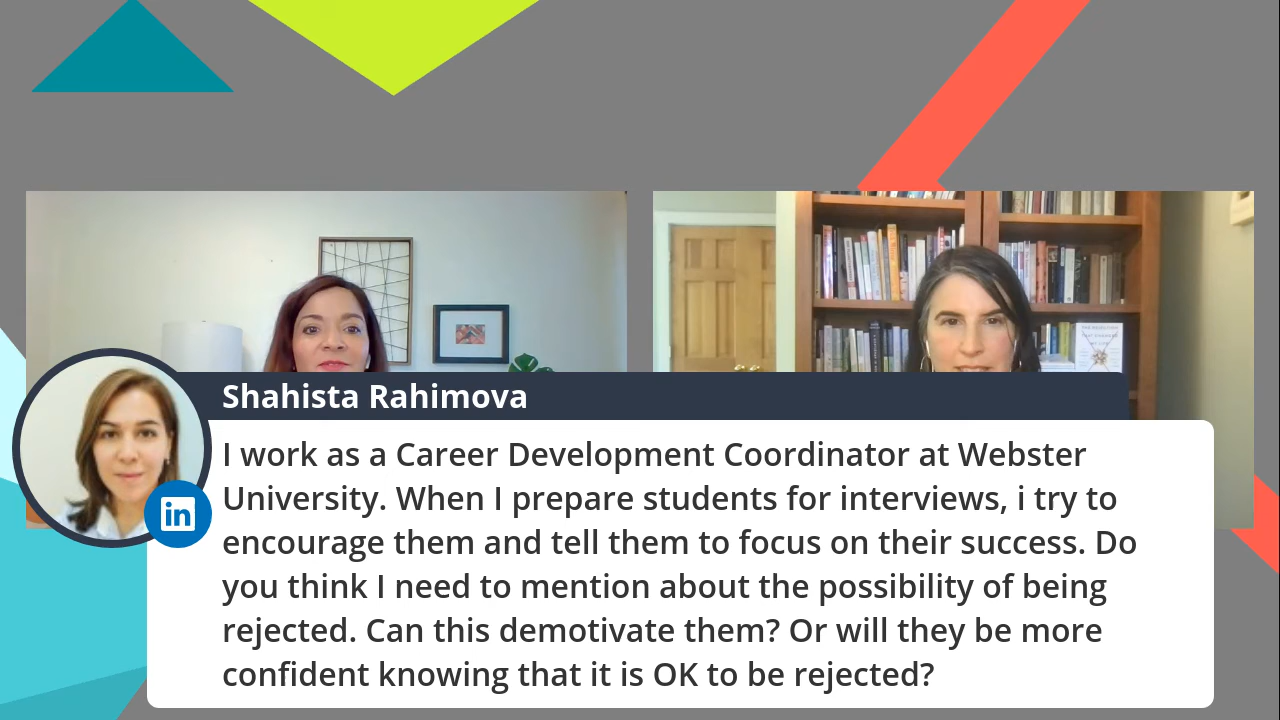 Shahista Rahimova
I work as a Career Development Coordinator at Webster
University. When I prepare students for interviews, i try to
encourage them and tell them to focus on their success. Do
you think I need to mention about the possibility of being
rejected. Can this demotivate them? Or will they be more
confident knowing that it is OK to be rejected?
in